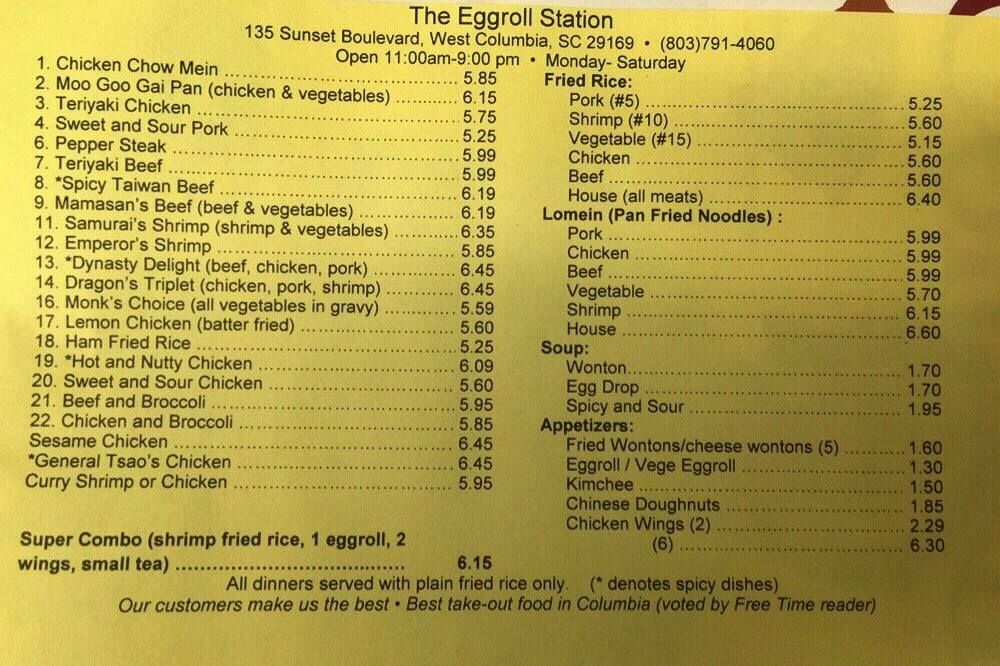 The Eggroll Station
135 Sunset Boulevard, West Columbia, SC 29169 • (803)791-4060
Open 11:00am-9:00 pm • Monday- Saturday
1. Chicken Chow Mein 5.85
2. Moo Goo Gai Pan (chicken & vegetables) 6.15
3. Teriyaki Chicken 5.75
4. Sweet and Sour Pork 5.25
6. Pepper Steak 5.99
7. Teriyaki Beef 5.99
8. *Spicy Taiwan Beef 6.19
9. Mamasan's Beef (beef & vegetables) 6.19
11. Samurai's Shrimp (shrimp & vegetables) 6.35
12. Emperor's Shrimp 5.85
13. *Dynasty Delight (beef, chicken, pork) 6.45
14. Dragon's Triplet (chicken, pork, shrimp) 6.45
16. Monk's Choice (all vegetables in gravy) 5.59
17. Lemon Chicken (batter fried) 5.60
18. Ham Fried Rice 5.25
19. *Hot and Nutty Chicken 6.09
20. Sweet and Sour Chicken 5.60
21. Beef and Broccoli 5.95
22. Chicken and Broccoli 5.85
Sesame Chicken 6.45
*General Tsao's Chicken 6.45
Curry Shrimp or Chicken 5.95
Super Combo (shrimp fried rice, 1 eggroll, 2
wings, small tea) 6.15
Fried Rice:
Pork (#5) 5.25
Shrimp (#10) 5.60
Vegetable (#15) 5.15
Chicken 5.60
Beef 5.60
House (all meats) 6.40
Lomein (Pan Fried Noodles) :
Pork 5.99
Chicken 5.99
Beef 5.99
Vegetable 5.70
Shrimp 6.15
House 6.60
Soup:
Wonton 1.70
Egg Drop 1.70
Spicy and Sour 1.95
Appetizers:
Fried Wontons/cheese wontons (5) 1.60
Eggroll / Vege Eggroll 1.30
Kimchee 1.50
Chinese Doughnuts 1.85
Chicken Wings (2) 2.29
(6) 6.30
All dinners served with plain fried rice only. (* denotes spicy dishes)
Our customers make us the best • Best take-out food in Columbia (voted by Free Time reader)